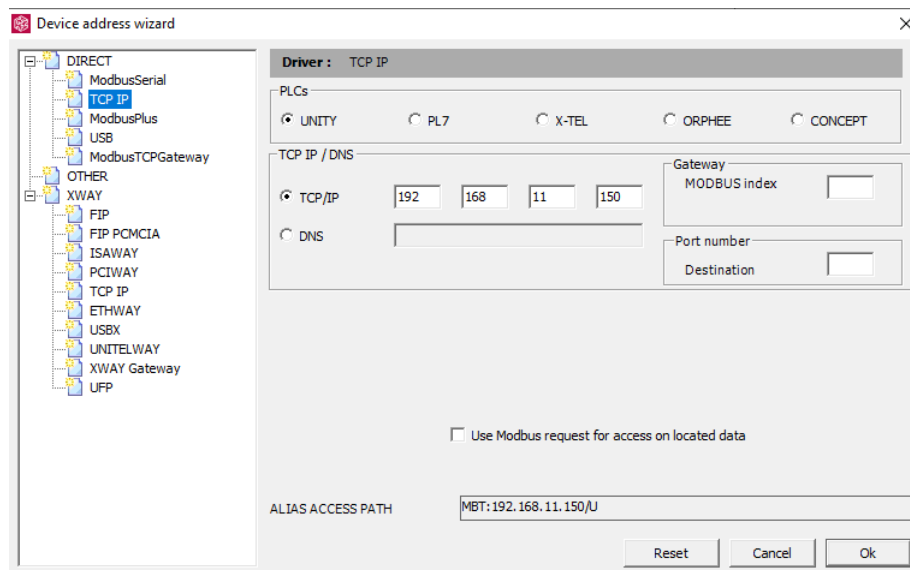 Device address wizard
DIRECT
ModbusSerial
TCP IP
ModbusPlus
USB
ModbusTCPGateway
OTHER
XWAY
FIP
FIP PCMCIA
ISAWAY
PCIWAY
TCP IP
ETHWAY
USBX
UNITELWAY
XWAY Gateway
UFP
Driver : TCP IP
PLCs
UNITY PL7 X-TEL ORPHEE CONCEPT
TCP IP / DNS
TCP/IP 192 168 11 150
DNS
Gateway
MODBUS index
Port number
Destination
Use Modbus request for access on located data
ALIAS ACCESS PATH MBT:192.168.11.150/U
Reset Cancel Ok